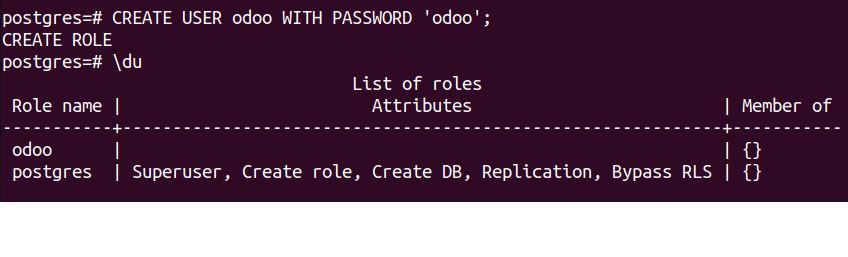 postgres=# CREATE USER odoo WITH PASSWORD 'odoo';
CREATE ROLE
postgres=# \du
                                   List of roles
 Role name |                         Attributes                         | Member of
-----------+------------------------------------------------------------+-----------
 odoo      |                                                            | {}
 postgres  | Superuser, Create role, Create DB, Replication, Bypass RLS | {}